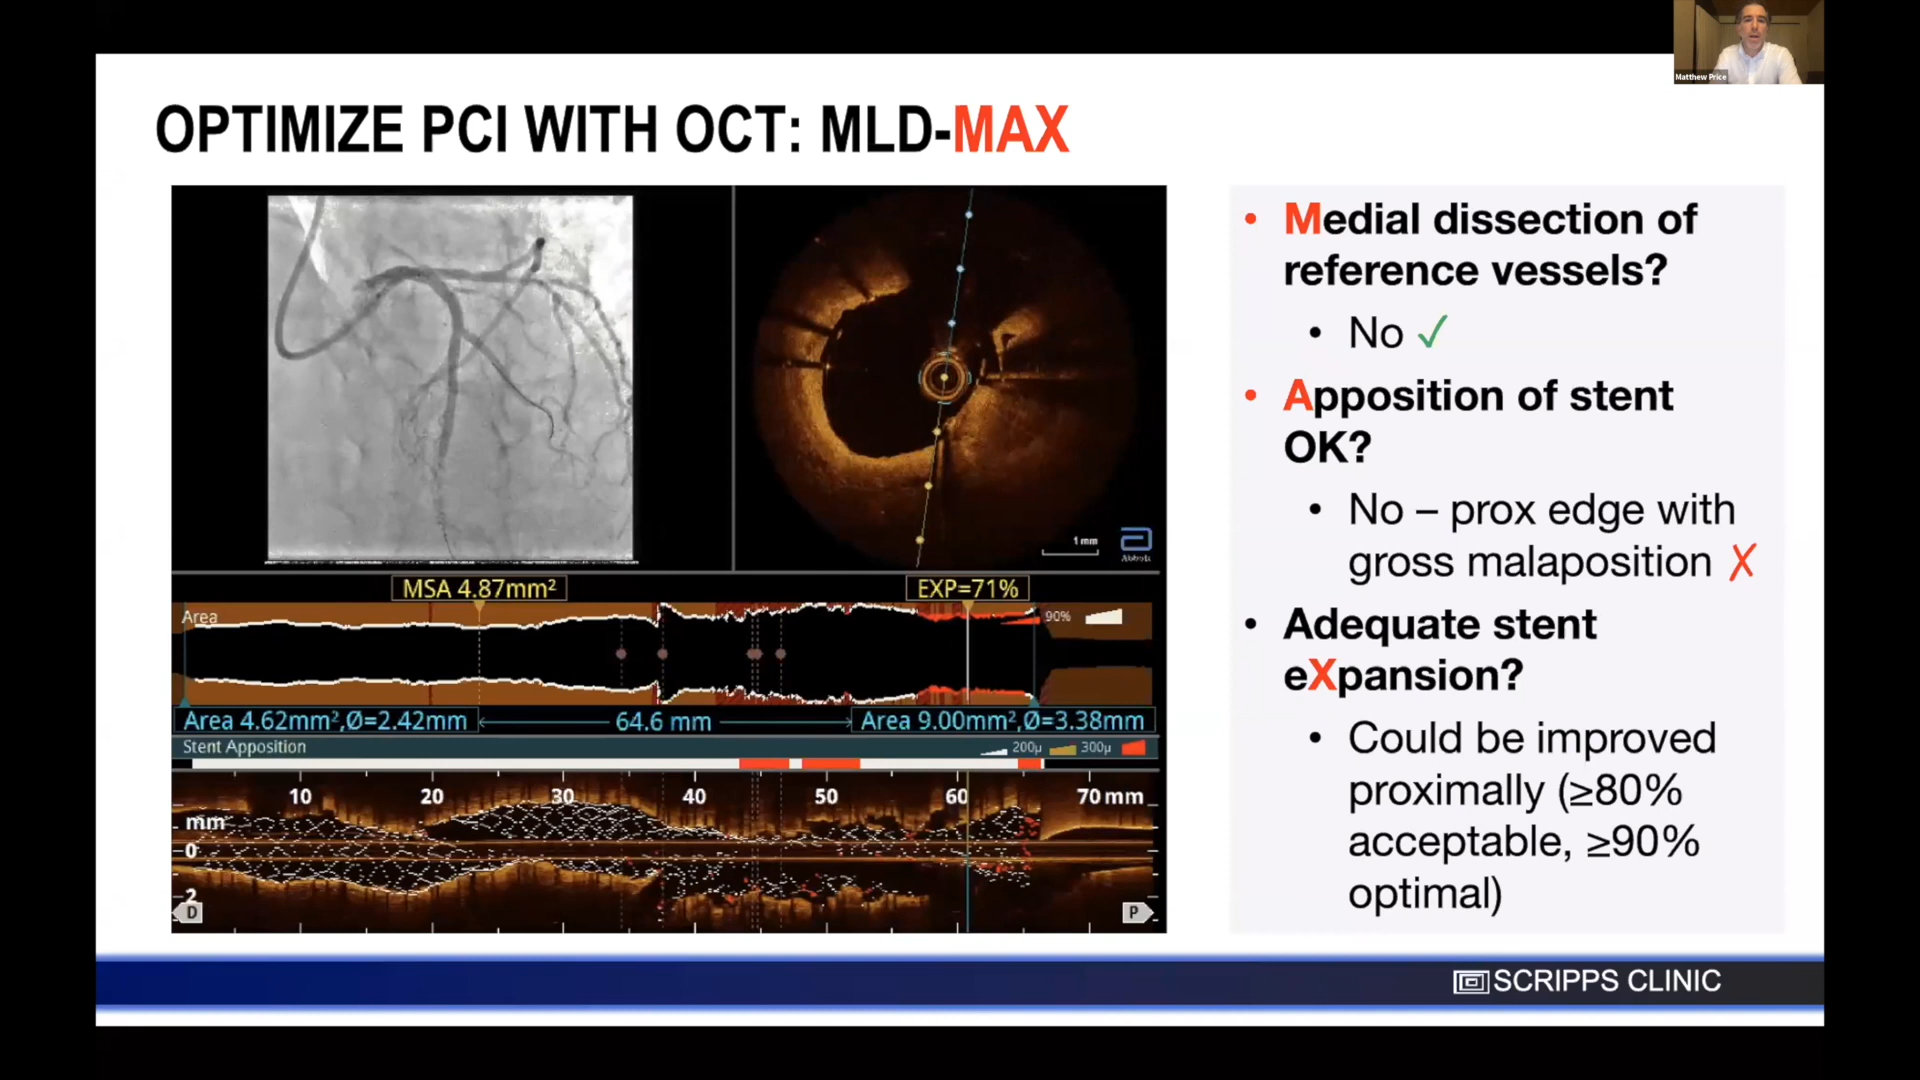 Matthew Price
OPTIMIZE PCI WITH OCT: MLD-MAX
1 mm
Abbott
MSA 4.87mm²
EXP=71%
Area
90%
Area 4.62mm²,Ø=2.42mm
64.6 mm
Area 9.00mm²,Ø=3.38mm
Stent Apposition
200µ
300µ
10 20 30 40 50 60 70 mm
mm
0
2
D
P
• Medial dissection of
reference vessels?
• No ✓
• Apposition of stent
OK?
• No – prox edge with
gross malaposition ✗
• Adequate stent
eXpansion?
• Could be improved
proximally (≥80%
acceptable, ≥90%
optimal)
SCRIPPS CLINIC